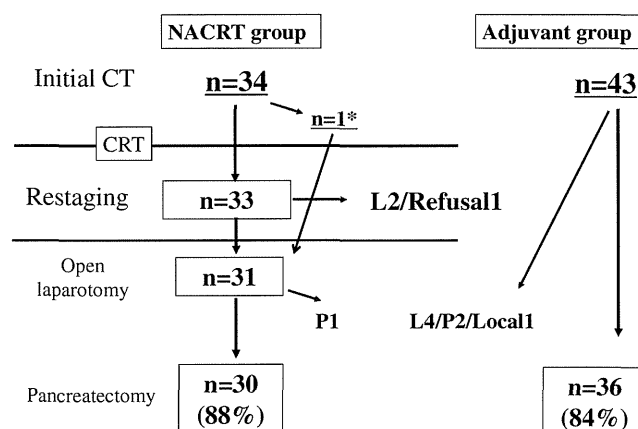 NACRT group
Adjuvant group
Initial CT
n=34
n=43
n=1*
CRT
Restaging
n=33
L2/Refusal1
Open
laparotomy
n=31
P1
L4/P2/Local1
Pancreatectomy
n=30
(88%)
n=36
(84%)